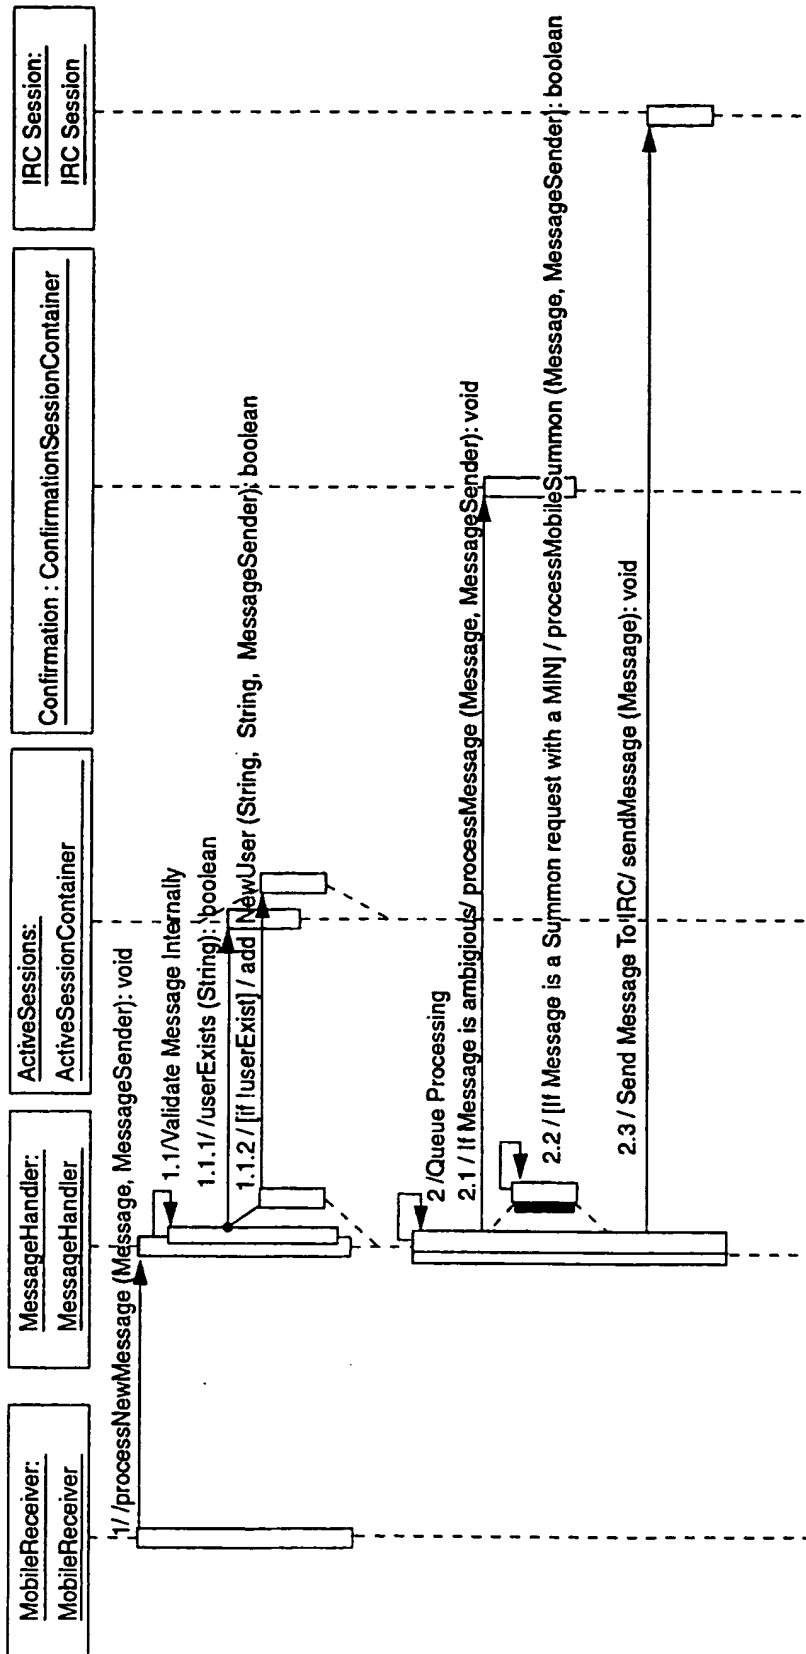 MobileReceiver:
MobileReceiver
MessageHandler:
MessageHandler
ActiveSessions:
ActiveSessionContainer
Confirmation : ConfirmationSessionContainer
IRC Session:
IRC Session
1/ /processNewMessage (Message, MessageSender): void
1.1/Validate Message Internally
1.1.1/ /userExists (String): boolean
1.1.2 / [if !userExist] / add NewUser (String, String, MessageSender): boolean
2 /Queue Processing
2.1 / If Message is ambigious/ processMessage (Message, MessageSender): void
2.2 / [If Message is a Summon request with a MIN] / processMobileSummon (Message, MessageSender): boolean
2.3 / Send Message To IRC/ sendMessage (Message): void